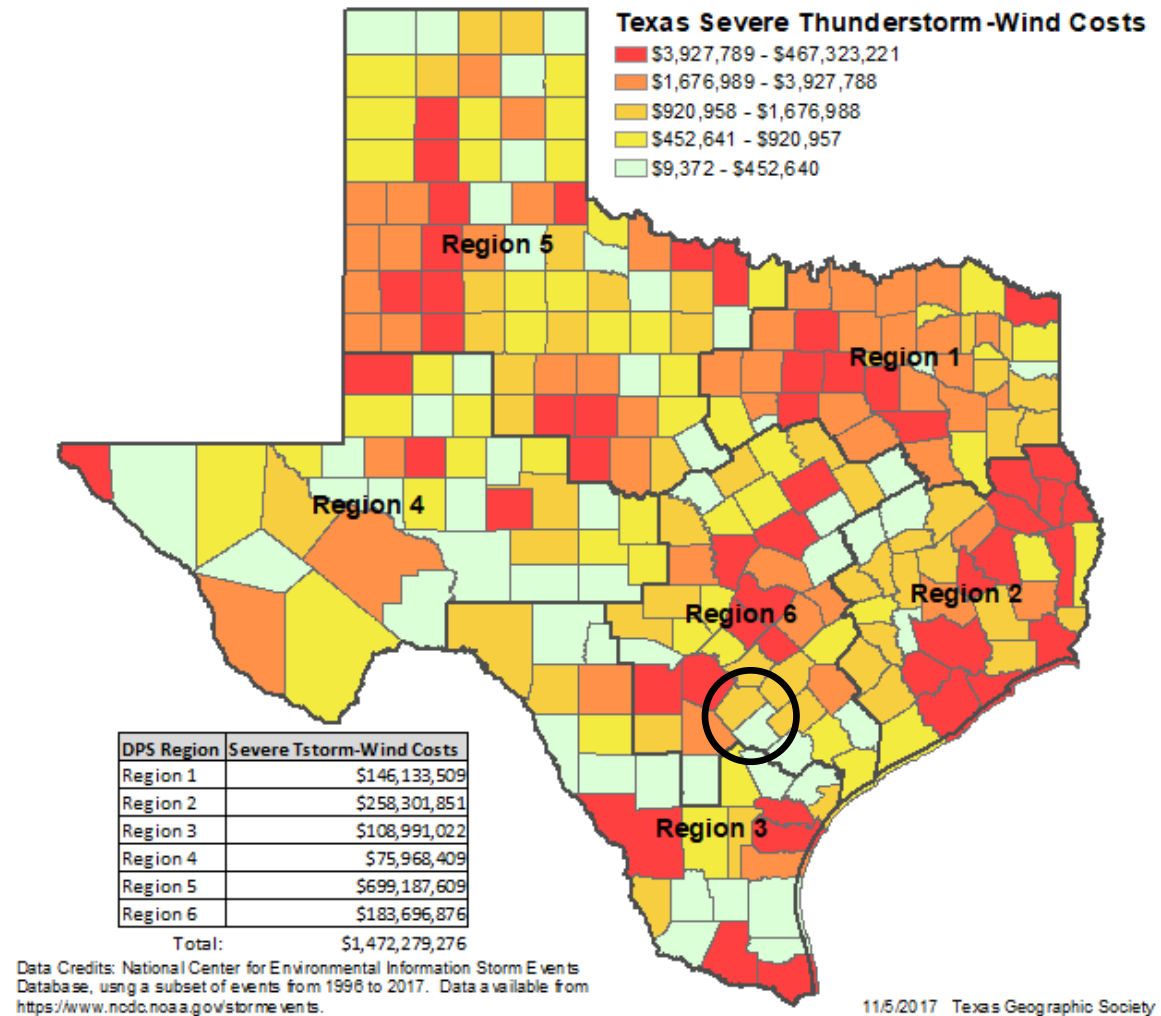 Texas Severe Thunderstorm-Wind Costs
$3,927,789 - $467,323,221
$1,676,989 - $3,927,788
$920,958 - $1,676,988
$452,641 - $920,957
$9,372 - $452,640
Region 5
Region 1
Region 4
Region 2
Region 6
Region 3
DPS Region Severe Tstorm-Wind Costs
Region 1 $146,133,509
Region 2 $258,301,851
Region 3 $108,991,022
Region 4 $75,968,409
Region 5 $699,187,609
Region 6 $183,696,876
Total: $1,472,279,276
Data Credits: National Center for Environmental Information Storm Events
Database, usng a subset of events from 1996 to 2017. Data available from
https://www.ncdc.noaa.gov/stormevents.
11/5/2017 Texas Geographic Society